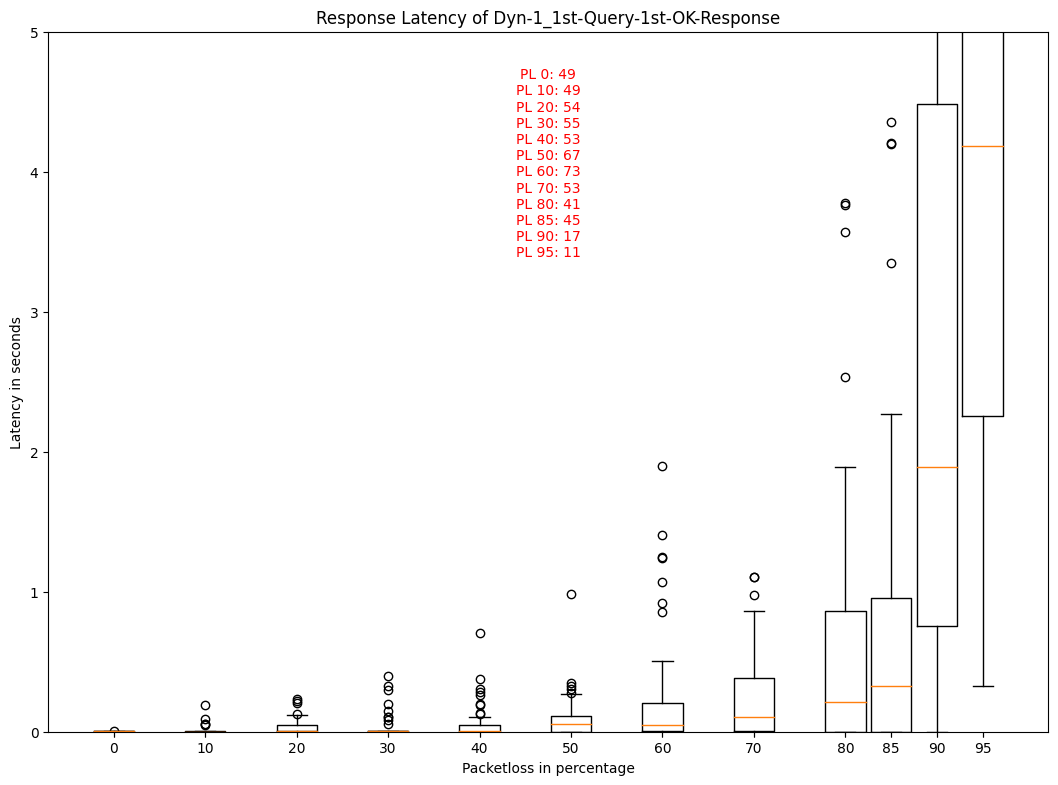 Response Latency of Dyn-1_1st-Query-1st-OK-Response
5
4
3
2
1
0
Latency in seconds
PL 0: 49
PL 10: 49
PL 20: 54
PL 30: 55
PL 40: 53
PL 50: 67
PL 60: 73
PL 70: 53
PL 80: 41
PL 85: 45
PL 90: 17
PL 95: 11
0 10 20 30 40 50 60 70 80 85 90 95
Packetloss in percentage